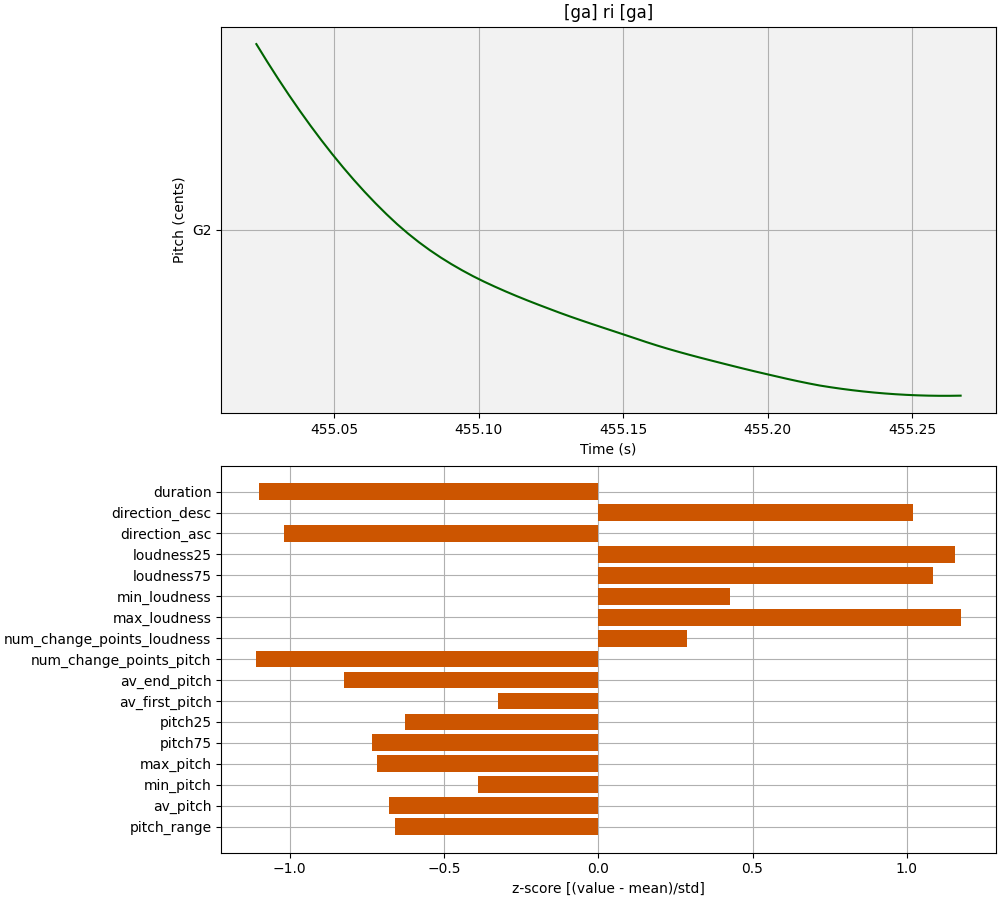 [ga] ri [ga]
Pitch (cents)
G2
455.05 455.10 455.15 455.20 455.25
Time (s)
duration
direction_desc
direction_asc
loudness25
loudness75
min_loudness
max_loudness
num_change_points_loudness
num_change_points_pitch
av_end_pitch
av_first_pitch
pitch25
pitch75
max_pitch
min_pitch
av_pitch
pitch_range
−1.0 −0.5 0.0 0.5 1.0
z-score [(value - mean)/std]